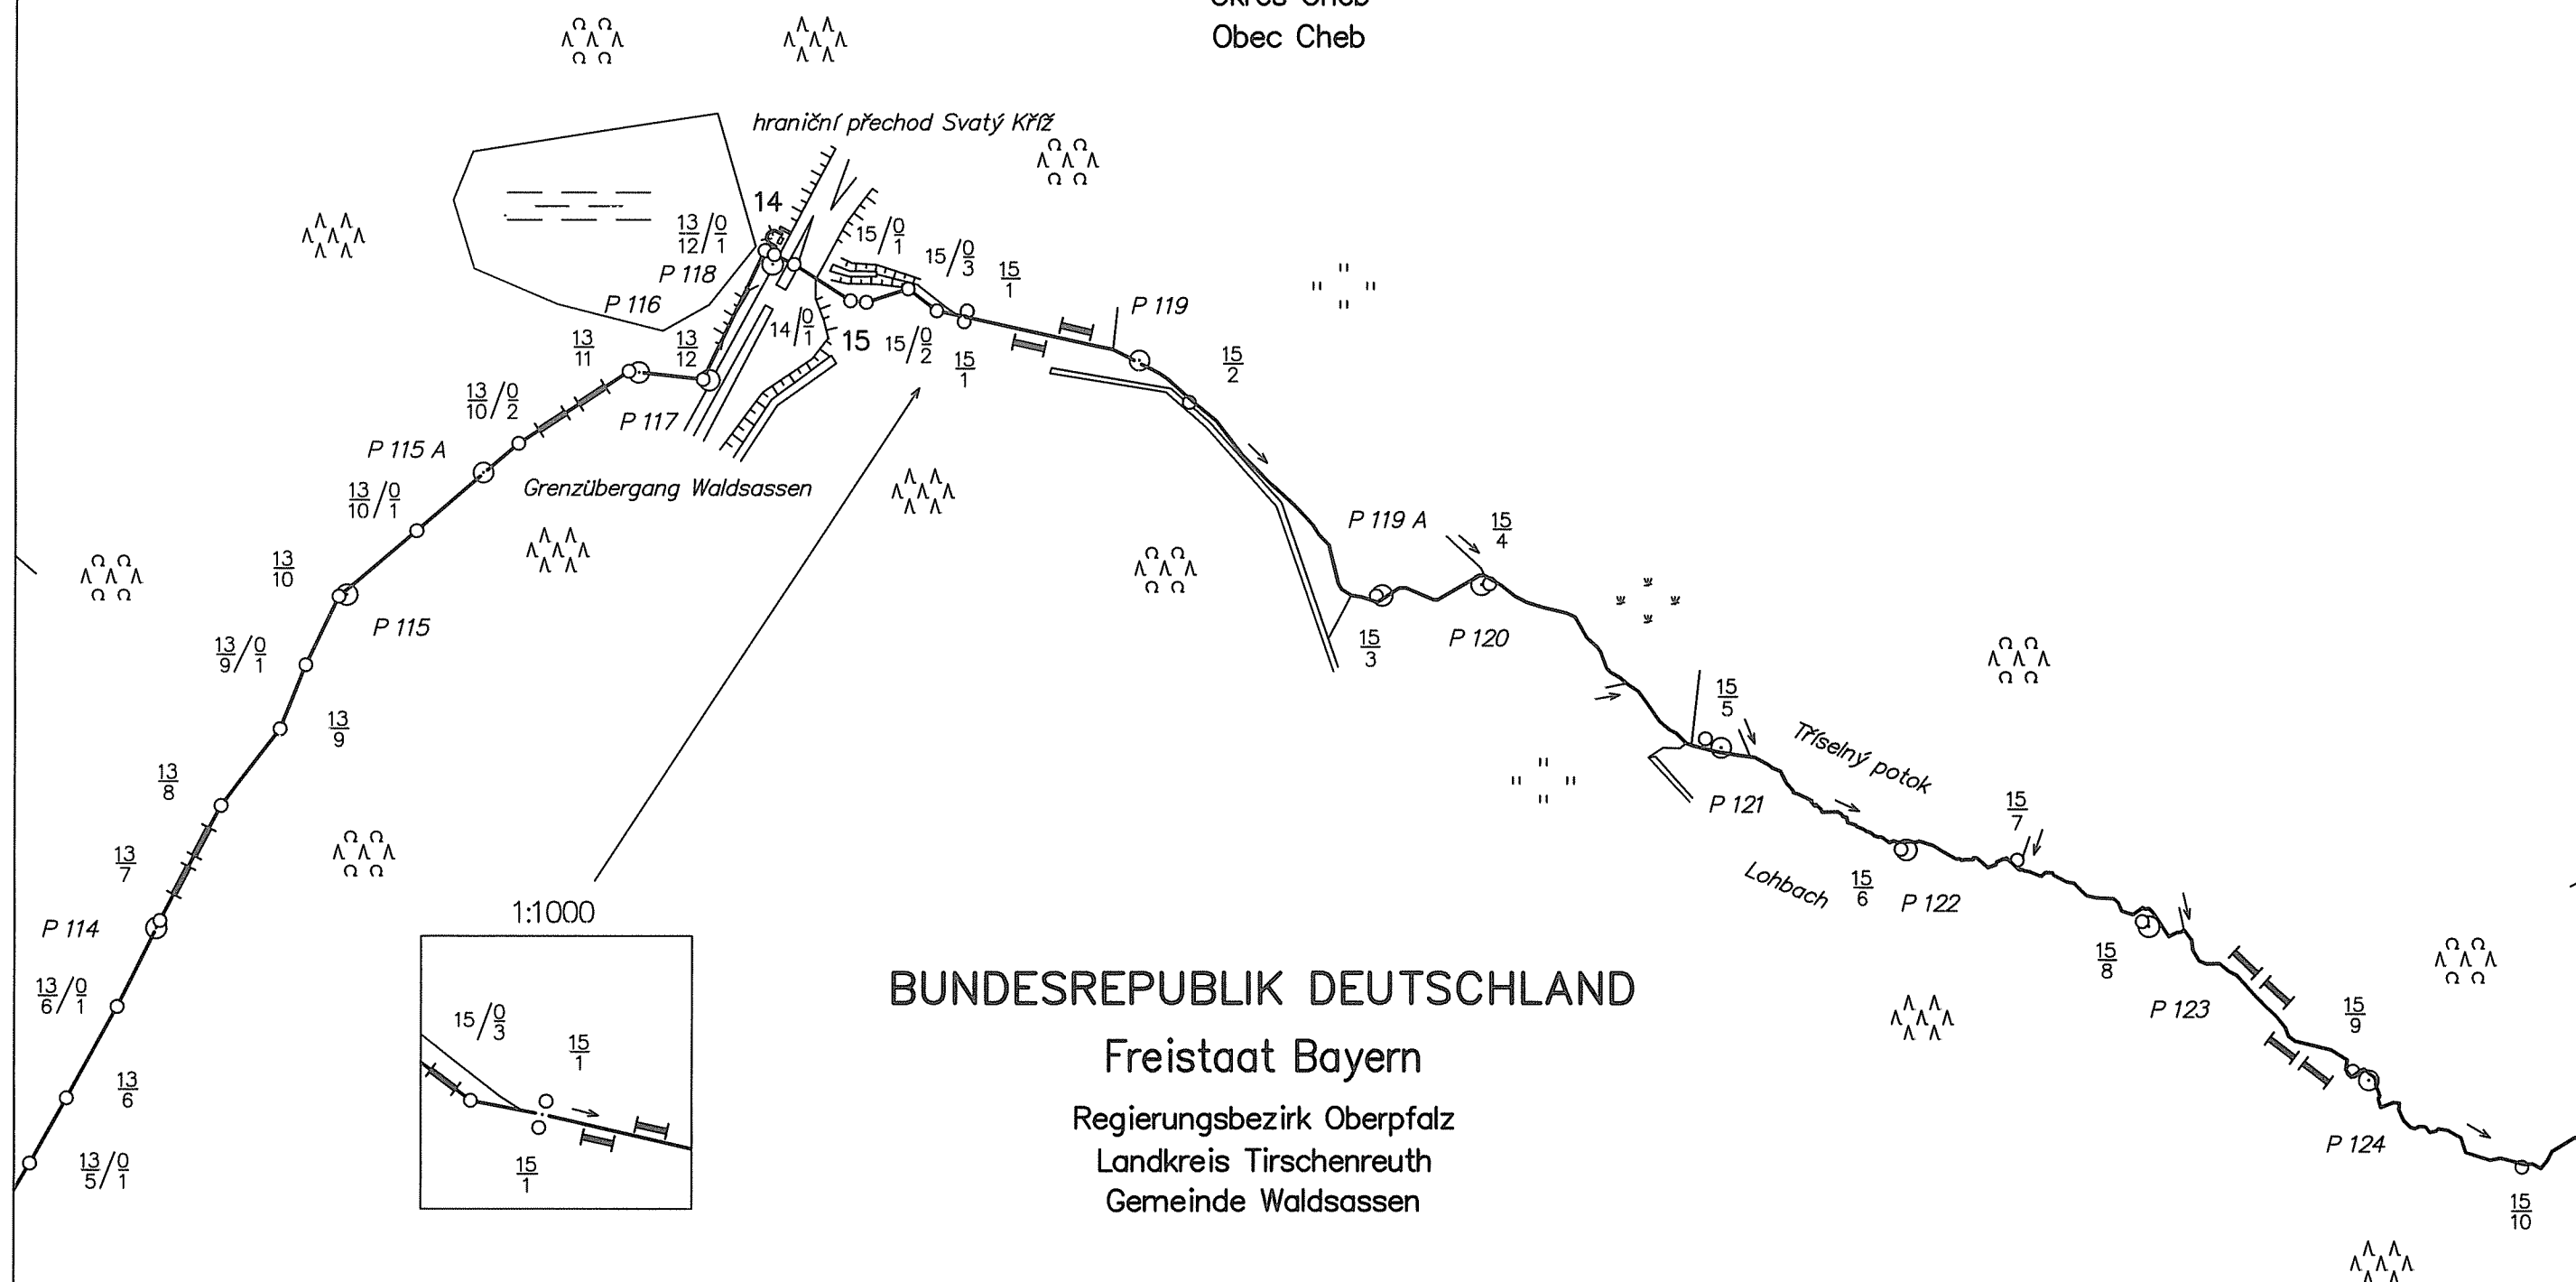 Okres Cheb
Obec Cheb
hraniční přechod Svatý Kříž
14
13/12/0/1
P 118
P 116
15/0/1
15/0/3
15/1
P 119
13/11
13/12
14/0/1
15
15/0/2
15/1
15/2
13/10/0/2
P 117
P 115 A
13/10/0/1
Grenzübergang Waldsassen
P 119 A
15/4
13/10
P 115
15/3
P 120
13/9/0/1
13/9
15/5
Tříselný potok
13/8
P 121
15/7
13/7
Lohbach
15/6
P 122
P 114
1:1000
15/8
13/6/0/1
BUNDESREPUBLIK DEUTSCHLAND
P 123
15/9
15/0/3
15/1
Freistaat Bayern
13/6
Regierungsbezirk Oberpfalz
P 124
13/5/0/1
15/1
Landkreis Tirschenreuth
Gemeinde Waldsassen
15/10